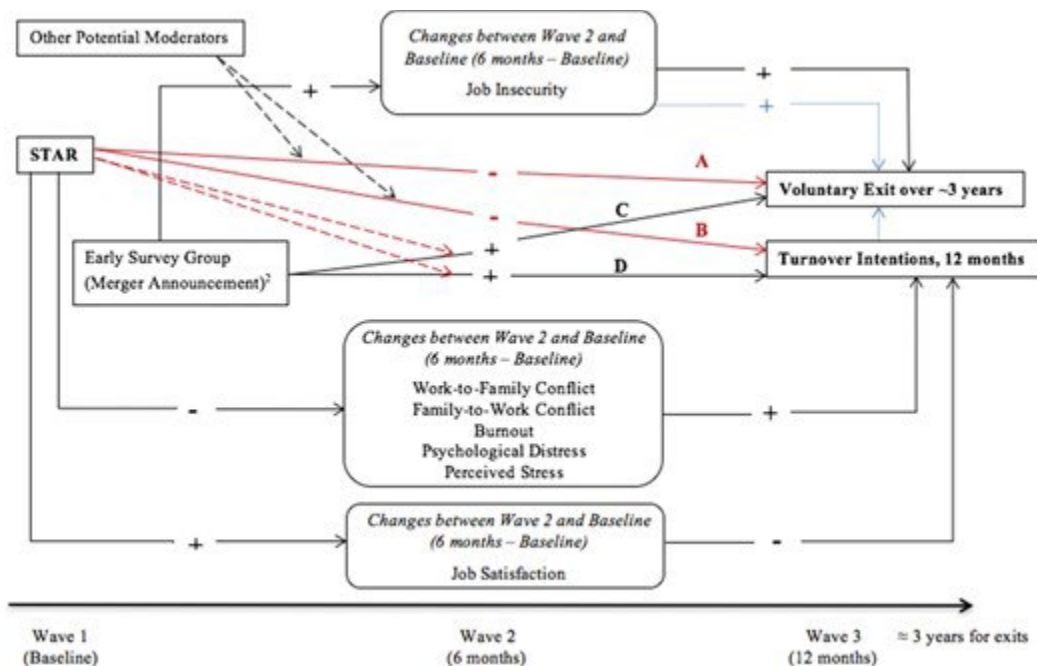 Other Potential Moderators
Changes between Wave 2 and
Baseline (6 months – Baseline)
Job Insecurity
+
+
+
STAR
A
-
Voluntary Exit over ~3 years
C
-
B
Early Survey Group
(Merger Announcement)2
+
+
D
Turnover Intentions, 12 months
Changes between Wave 2 and Baseline
(6 months – Baseline)
Work-to-Family Conflict
Family-to-Work Conflict
Burnout
Psychological Distress
Perceived Stress
-
+
Changes between Wave 2 and Baseline
(6 months – Baseline)
Job Satisfaction
+
-
Wave 1
(Baseline)
Wave 2
(6 months)
Wave 3
(12 months)
≈ 3 years for exits